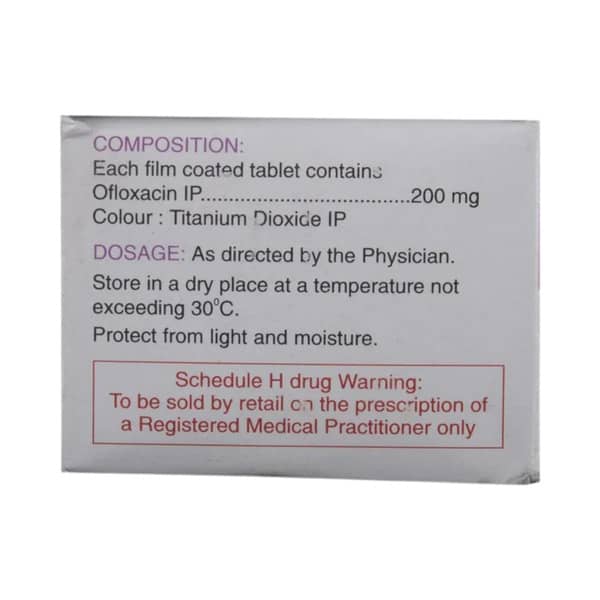 COMPOSITION:
Each film coated tablet contains
Ofloxacin IP......................................200 mg
Colour : Titanium Dioxide IP
DOSAGE: As directed by the Physician.
Store in a dry place at a temperature not
exceeding 30°C.
Protect from light and moisture.
Schedule H drug Warning:
To be sold by retail on the prescription of
a Registered Medical Practitioner only